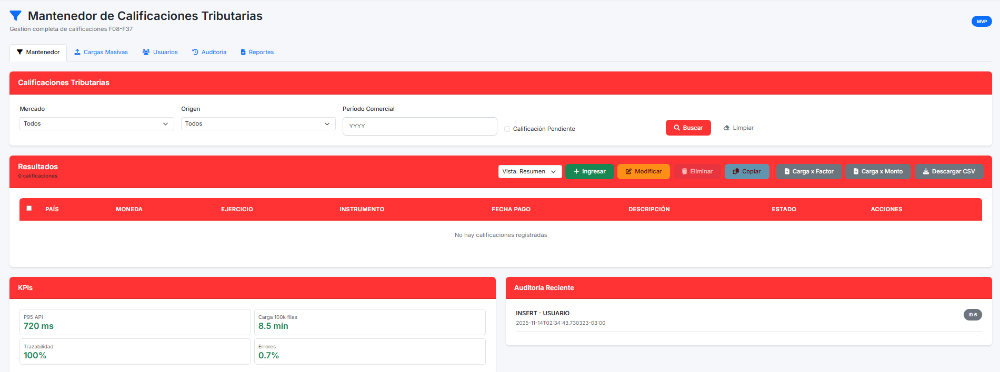 Mantenedor de Calificaciones Tributarias
Gestión completa de calificaciones F08-F37
MVP
Mantenedor Cargas Masivas Usuarios Auditoría Reportes
Calificaciones Tributarias
Mercado Origen Período Comercial
Todos Todos YYYY Calificación Pendiente Buscar Limpiar
Resultados
0 calificaciones
Vista: Resumen Ingresar Modificar Eliminar Copiar Carga x Factor Carga x Monto Descargar CSV
PAÍS MONEDA EJERCICIO INSTRUMENTO FECHA PAGO DESCRIPCIÓN ESTADO ACCIONES
No hay calificaciones registradas
KPIs
P95 API
720 ms
Carga 100k filas
8.5 min
Trazabilidad
100%
Errores
0.7%
Auditoría Reciente
INSERT - USUARIO
2025-11-14T02:34:43.730323-03:00
ID 6